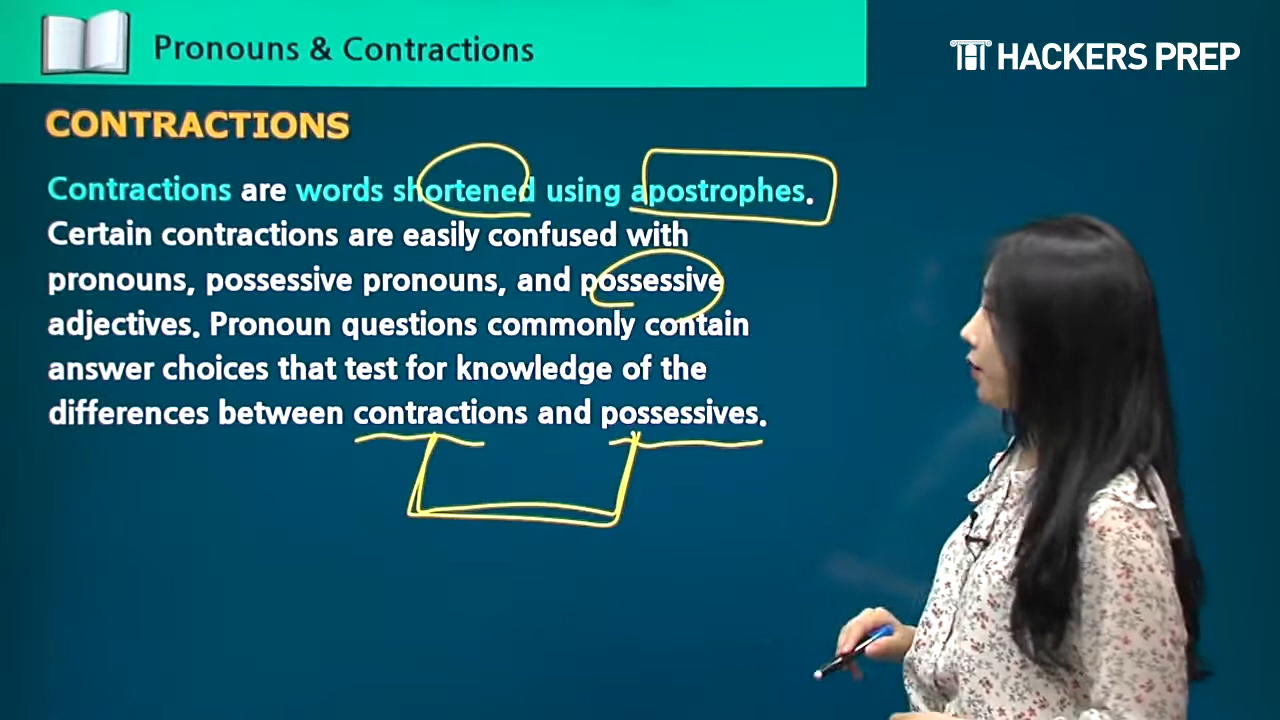 Pronouns & Contractions
HACKERS PREP
CONTRACTIONS
Contractions are words shortened using apostrophes.
Certain contractions are easily confused with
pronouns, possessive pronouns, and possessive
adjectives. Pronoun questions commonly contain
answer choices that test for knowledge of the
differences between contractions and possessives.